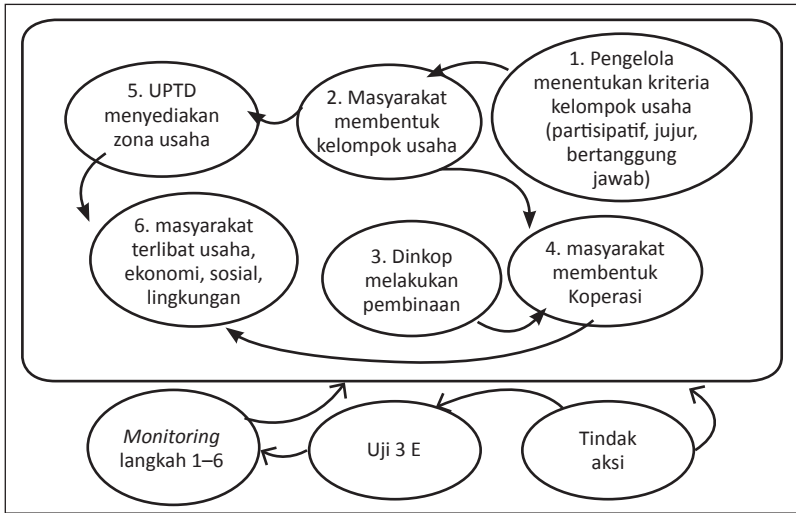 1. Pengelola
menentukan kriteria
kelompok usaha
(partisipatif, jujur,
bertanggung
jawab)
2. Masyarakat
membentuk
kelompok usaha
5. UPTD
menyediakan
zona usaha
6. masyarakat
terlibat usaha,
ekonomi, sosial,
lingkungan
3. Dinkop
melakukan
pembinaan
4. masyarakat
membentuk
Koperasi
Monitoring
langkah 1–6
Uji 3 E
Tindak
aksi